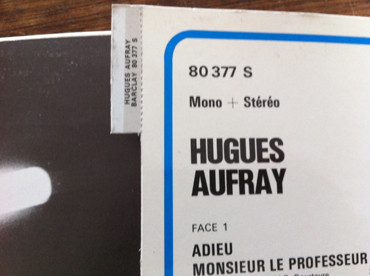 HUGUES AUFRAY
BARCLAY 80 377 S
80 377 S
Mono + Stéréo
HUGUES
AUFRAY
FACE 1
ADIEU
MONSIEUR LE PROFESSEUR